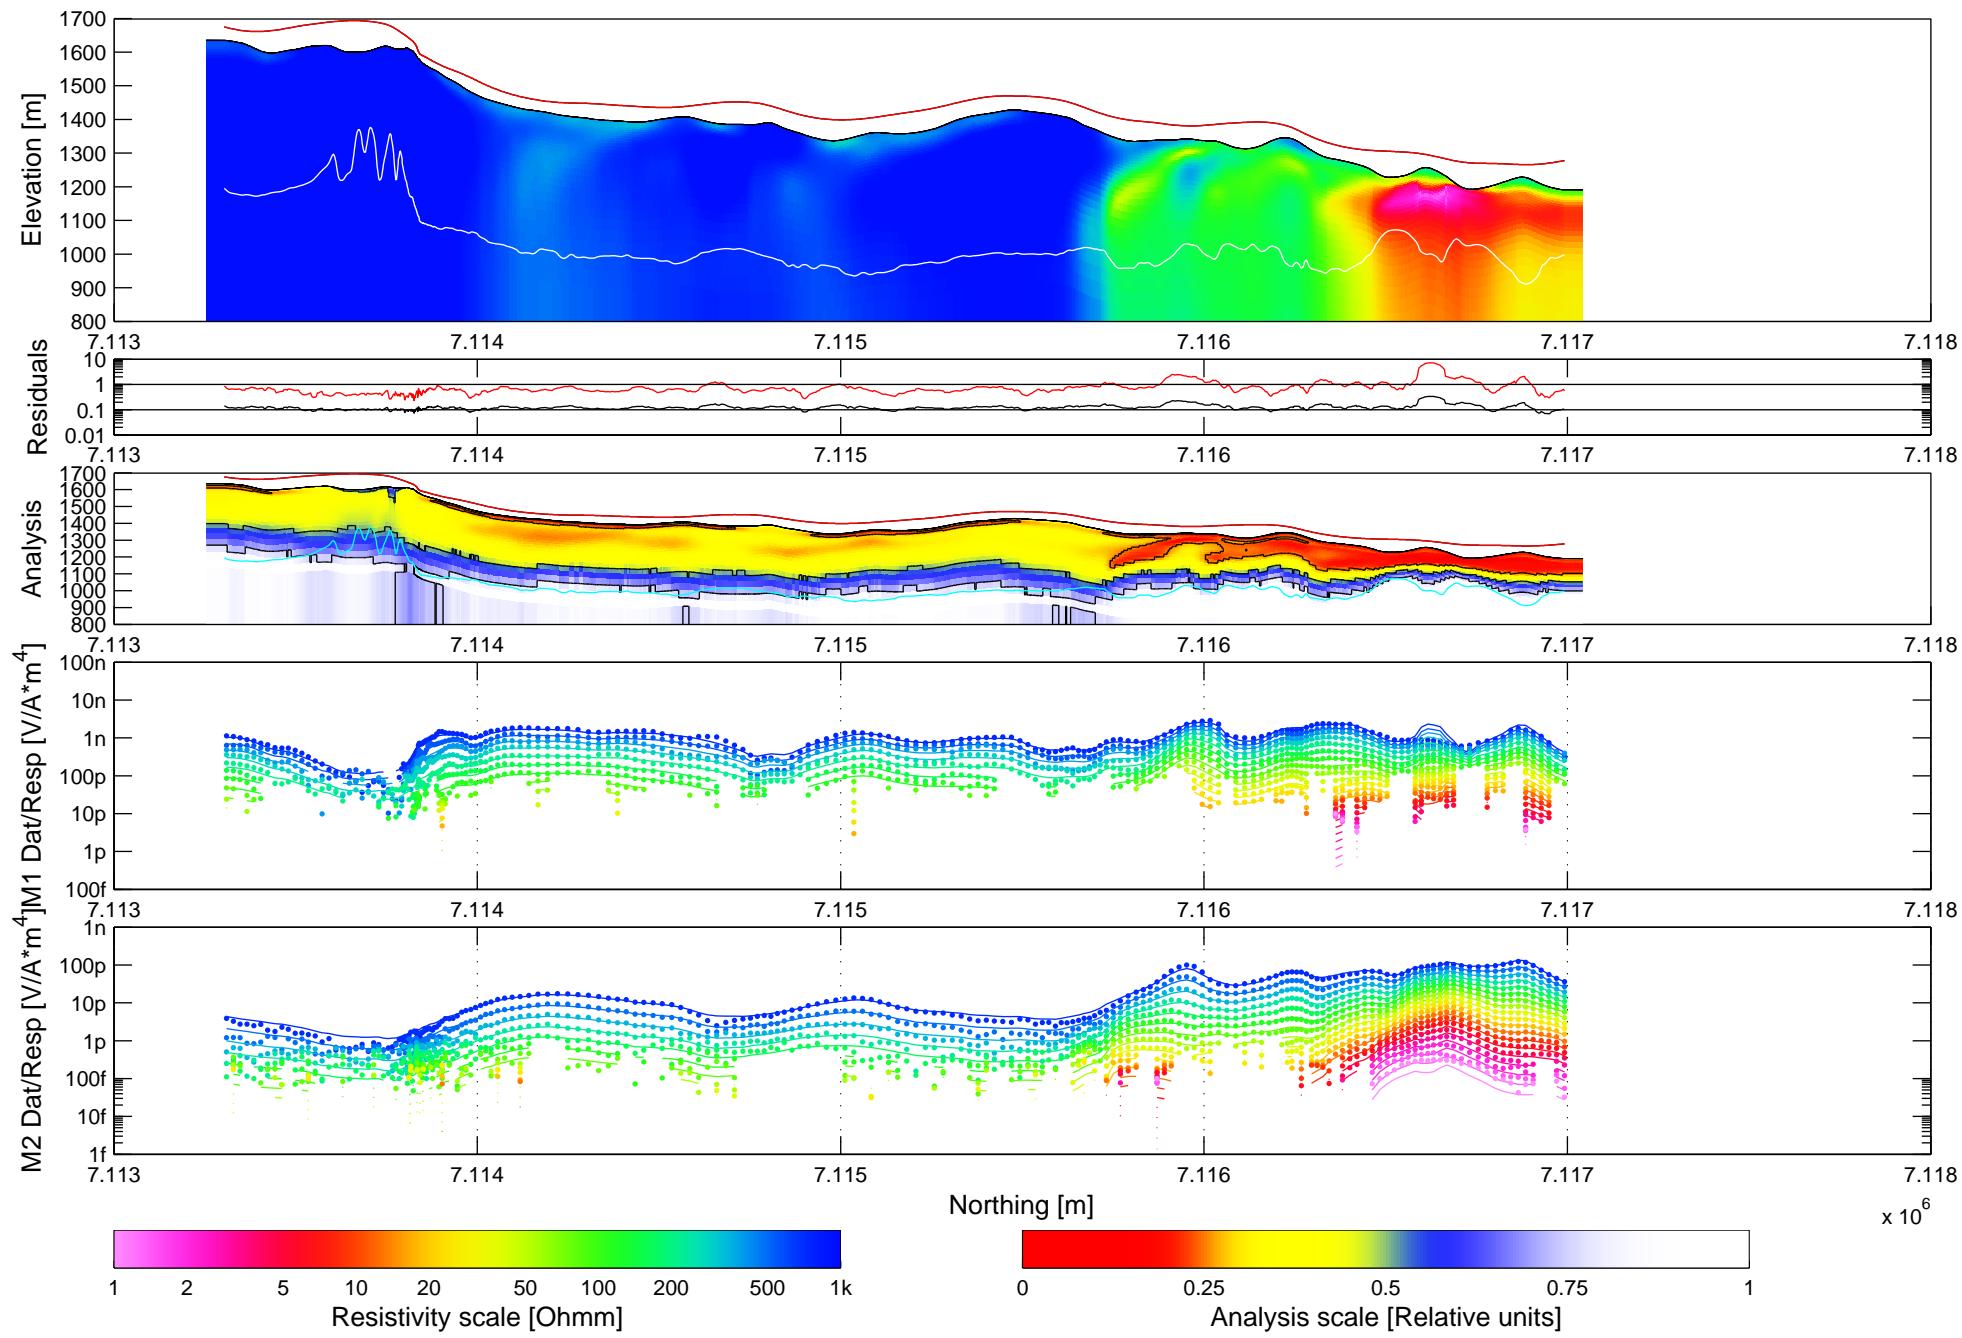 1700
1600
1500
1400
1300
1200
1100
1000
900
800
Elevation [m]
7.113 7.114 7.115 7.116 7.117 7.118
10
1
0.1
0.01
Residuals
7.113 7.114 7.115 7.116 7.117 7.118
1700
1600
1500
1400
1300
1200
1100
1000
900
800
Analysis
7.113 7.114 7.115 7.116 7.117 7.118
100n
10n
1n
100p
10p
1p
100f
M1 Dat/Resp [V/A*m^4]
7.113 7.114 7.115 7.116 7.117 7.118
1n
100p
10p
1p
100f
10f
1f
M2 Dat/Resp [V/A*m^4]
7.113 7.114 7.115 7.116 7.117 7.118
Northing [m]
x 10^6
1 2 5 10 20 50 100 200 500 1k
Resistivity scale [Ohmm]
0 0.25 0.5 0.75 1
Analysis scale [Relative units]